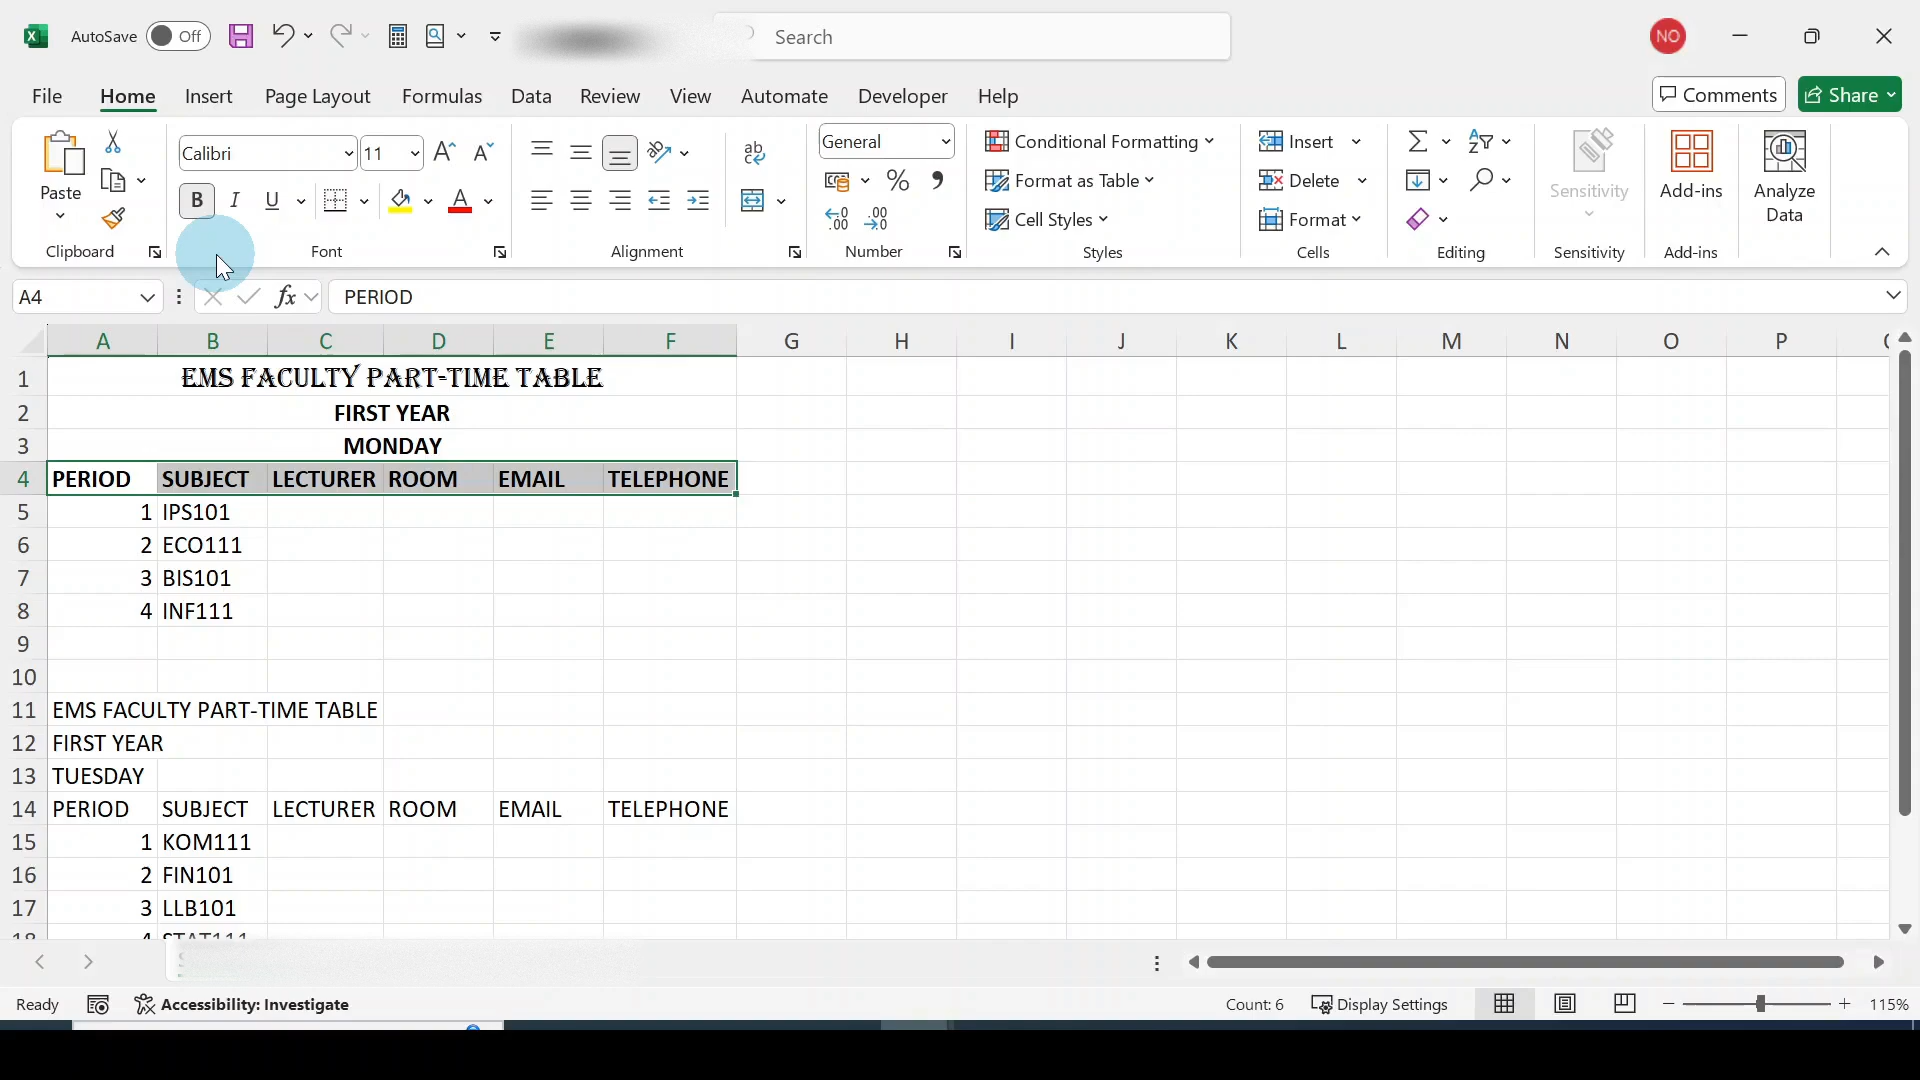 AutoSave Off Search NO
File Home Insert Page Layout Formulas Data Review View Automate Developer Help Comments Share
Paste Calibri 11 B I U General Conditional Formatting Format as Table Cell Styles Insert Delete Format Sensitivity Add-ins Analyze Data
Clipboard Font Alignment Number Styles Cells Editing Sensitivity Add-ins
A4 fx PERIOD
A B C D E F G H I J K L M N O P
1 EMS FACULTY PART-TIME TABLE
2 FIRST YEAR
3 MONDAY
4 PERIOD SUBJECT LECTURER ROOM EMAIL TELEPHONE
5 1 IPS101
6 2 ECO111
7 3 BIS101
8 4 INF111
9
10
11 EMS FACULTY PART-TIME TABLE
12 FIRST YEAR
13 TUESDAY
14 PERIOD SUBJECT LECTURER ROOM EMAIL TELEPHONE
15 1 KOM111
16 2 FIN101
17 3 LLB101
18 4 STAT111
Ready Accessibility: Investigate Count: 6 Display Settings 115%